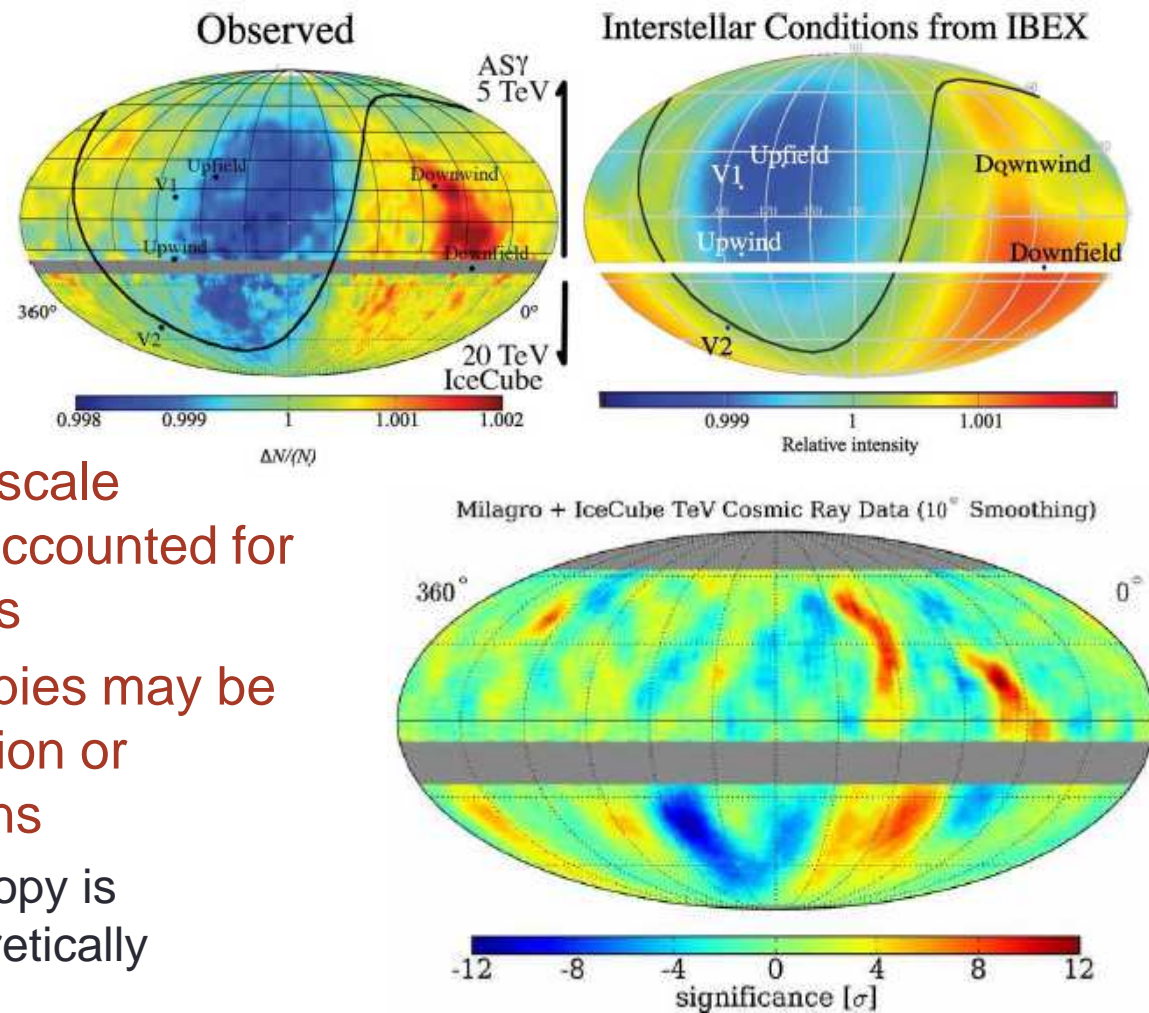 Observed
Interstellar Conditions from IBEX
ASγ
5 TeV
Upfield
V1
Downwind
Upwind
Downfield
360°
0°
V2
20 TeV
IceCube
0.998 0.999 1 1.001 1.002
ΔN/⟨N⟩
Upfield
V1
Downwind
Upwind
Downfield
V2
0.999 1 1.001
Relative intensity
scale
accounted for
s
pies may be
tion or
ns
opy is
retically
Milagro + IceCube TeV Cosmic Ray Data (10° Smoothing)
360°
0°
-12 -8 -4 0 4 8 12
significance [σ]